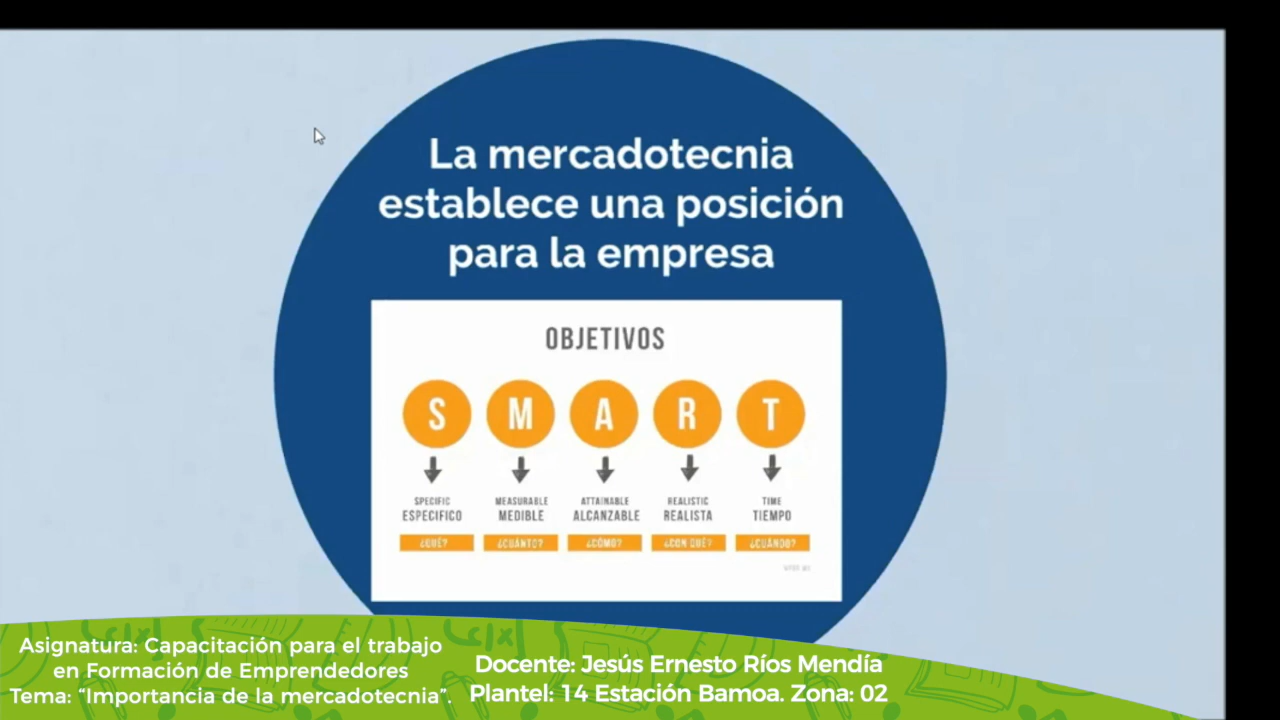 La mercadotecnia
establece una posición
para la empresa
OBJETIVOS
S M A R T
SPECIFIC MEASURABLE ATTAINABLE REALISTIC TIME
ESPECIFICO MEDIBLE ALCANZABLE REALISTA TIEMPO
¿QUÉ? ¿CUÁNTO? ¿CÓMO? ¿CON QUÉ? ¿CUÁNDO?
Asignatura: Capacitación para el trabajo
en Formación de Emprendedores
Tema: “Importancia de la mercadotecnia”.
Docente: Jesús Ernesto Ríos Mendía
Plantel: 14 Estación Bamoa. Zona: 02